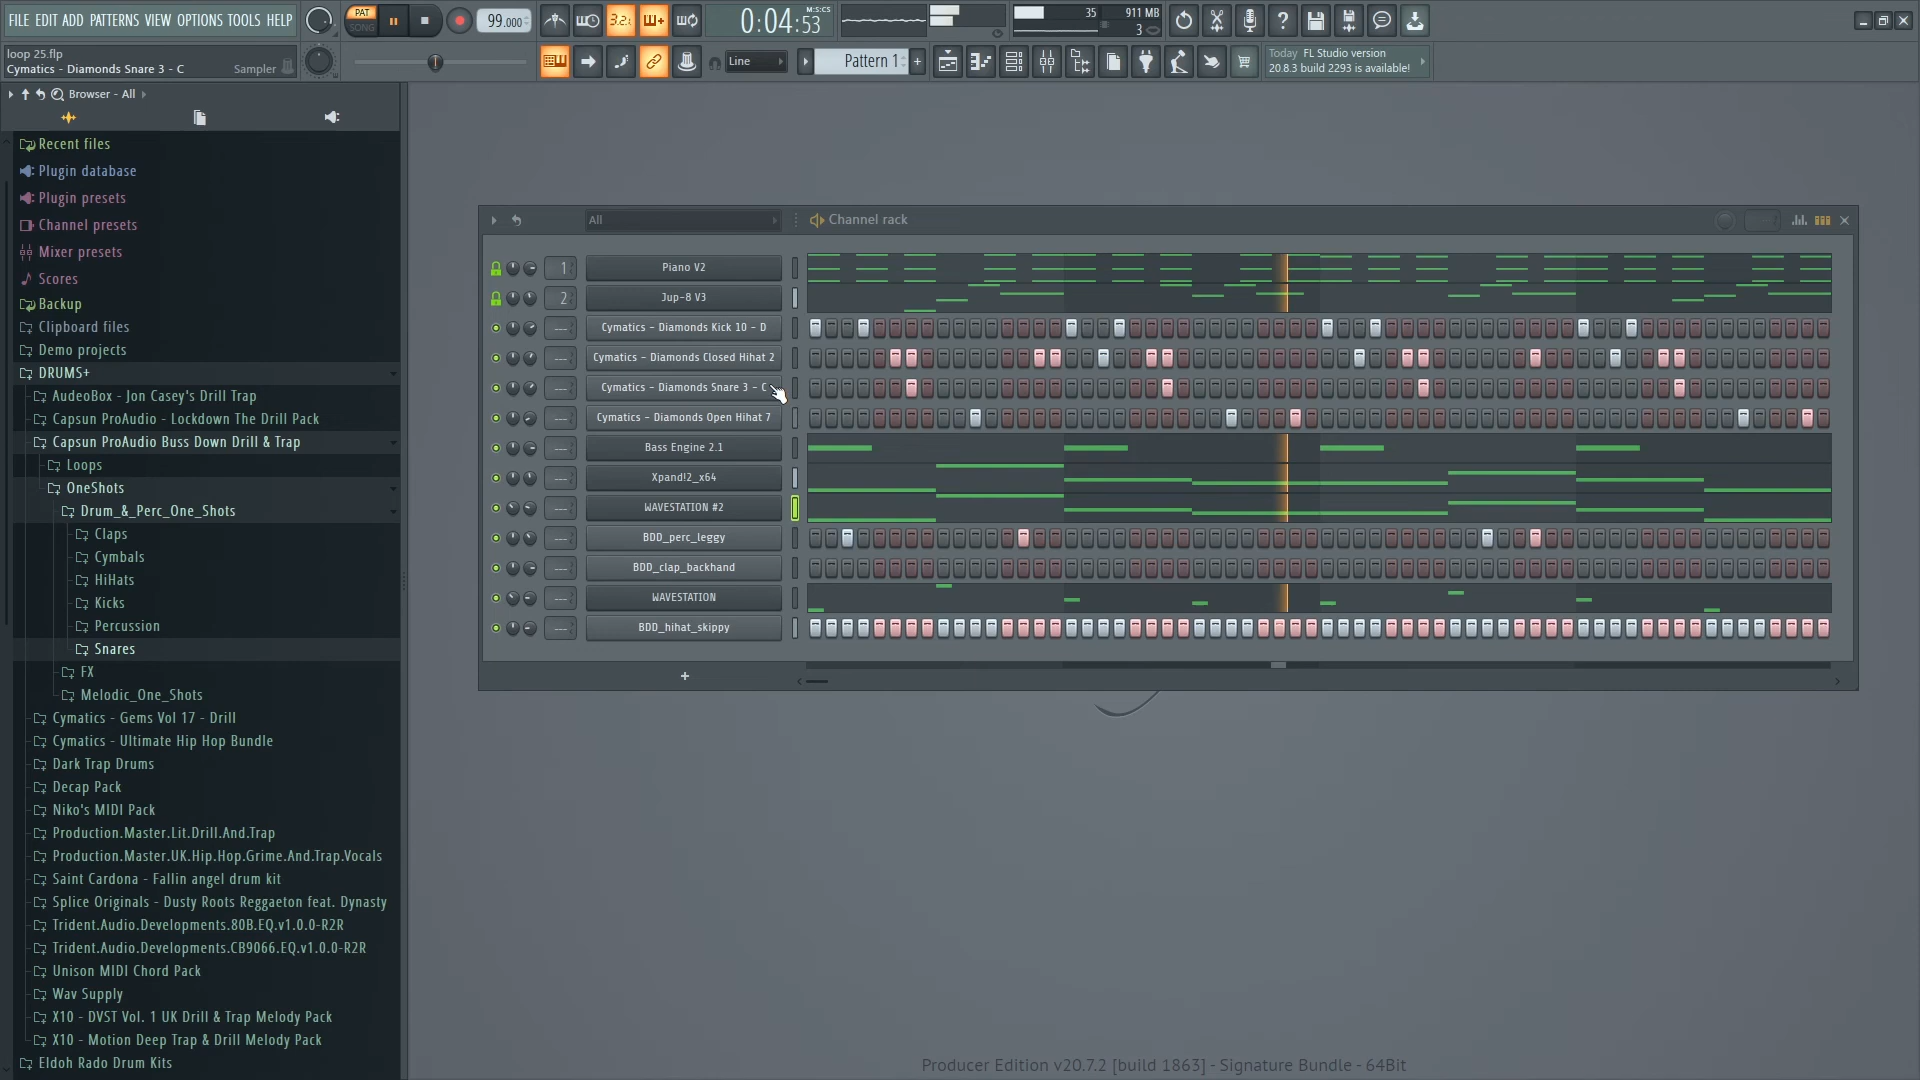 FILE EDIT ADD PATTERNS VIEW OPTIONS TOOLS HELP
PAT
SONG
99.000
3.2.
0:04:53
M:S:CS
35
911 MB
3
loop 25.flp
Cymatics - Diamonds Snare 3 - C
Sampler
Line
Pattern 1
+
Today FL Studio version
20.8.3 build 2293 is available!
Browser - All
Recent files
Plugin database
Plugin presets
Channel presets
Mixer presets
Scores
Backup
Clipboard files
Demo projects
DRUMS+
AudeoBox - Jon Casey's Drill Trap
Capsun ProAudio - Lockdown The Drill Pack
Capsun ProAudio Buss Down Drill & Trap
Loops
OneShots
Drum_&_Perc_One_Shots
Claps
Cymbals
HiHats
Kicks
Percussion
Snares
FX
Melodic_One_Shots
Cymatics - Gems Vol 17 - Drill
Cymatics - Ultimate Hip Hop Bundle
Dark Trap Drums
Decap Pack
Niko's MIDI Pack
Production.Master.Lit.Drill.And.Trap
Production.Master.UK.Hip.Hop.Grime.And.Trap.Vocals
Saint Cardona - Fallin angel drum kit
Splice Originals - Dusty Roots Reggaeton feat. Dynasty
Trident.Audio.Developments.80B.EQ.v1.0.0-R2R
Trident.Audio.Developments.CB9066.EQ.v1.0.0-R2R
Unison MIDI Chord Pack
Wav Supply
X10 - DVST Vol. 1 UK Drill & Trap Melody Pack
X10 - Motion Deep Trap & Drill Melody Pack
Eldoh Rado Drum Kits
All
Channel rack
1
Piano V2
2
Jup-8 V3
--- Cymatics - Diamonds Kick 10 - D
--- Cymatics - Diamonds Closed Hihat 2
--- Cymatics - Diamonds Snare 3 - C
--- Cymatics - Diamonds Open Hihat 7
--- Bass Engine 2.1
--- Xpand!2_x64
--- WAVESTATION #2
--- BDD_perc_leggy
--- BDD_clap_backhand
--- WAVESTATION
--- BDD_hihat_skippy
+
Producer Edition v20.7.2 [build 1863] - Signature Bundle - 64Bit